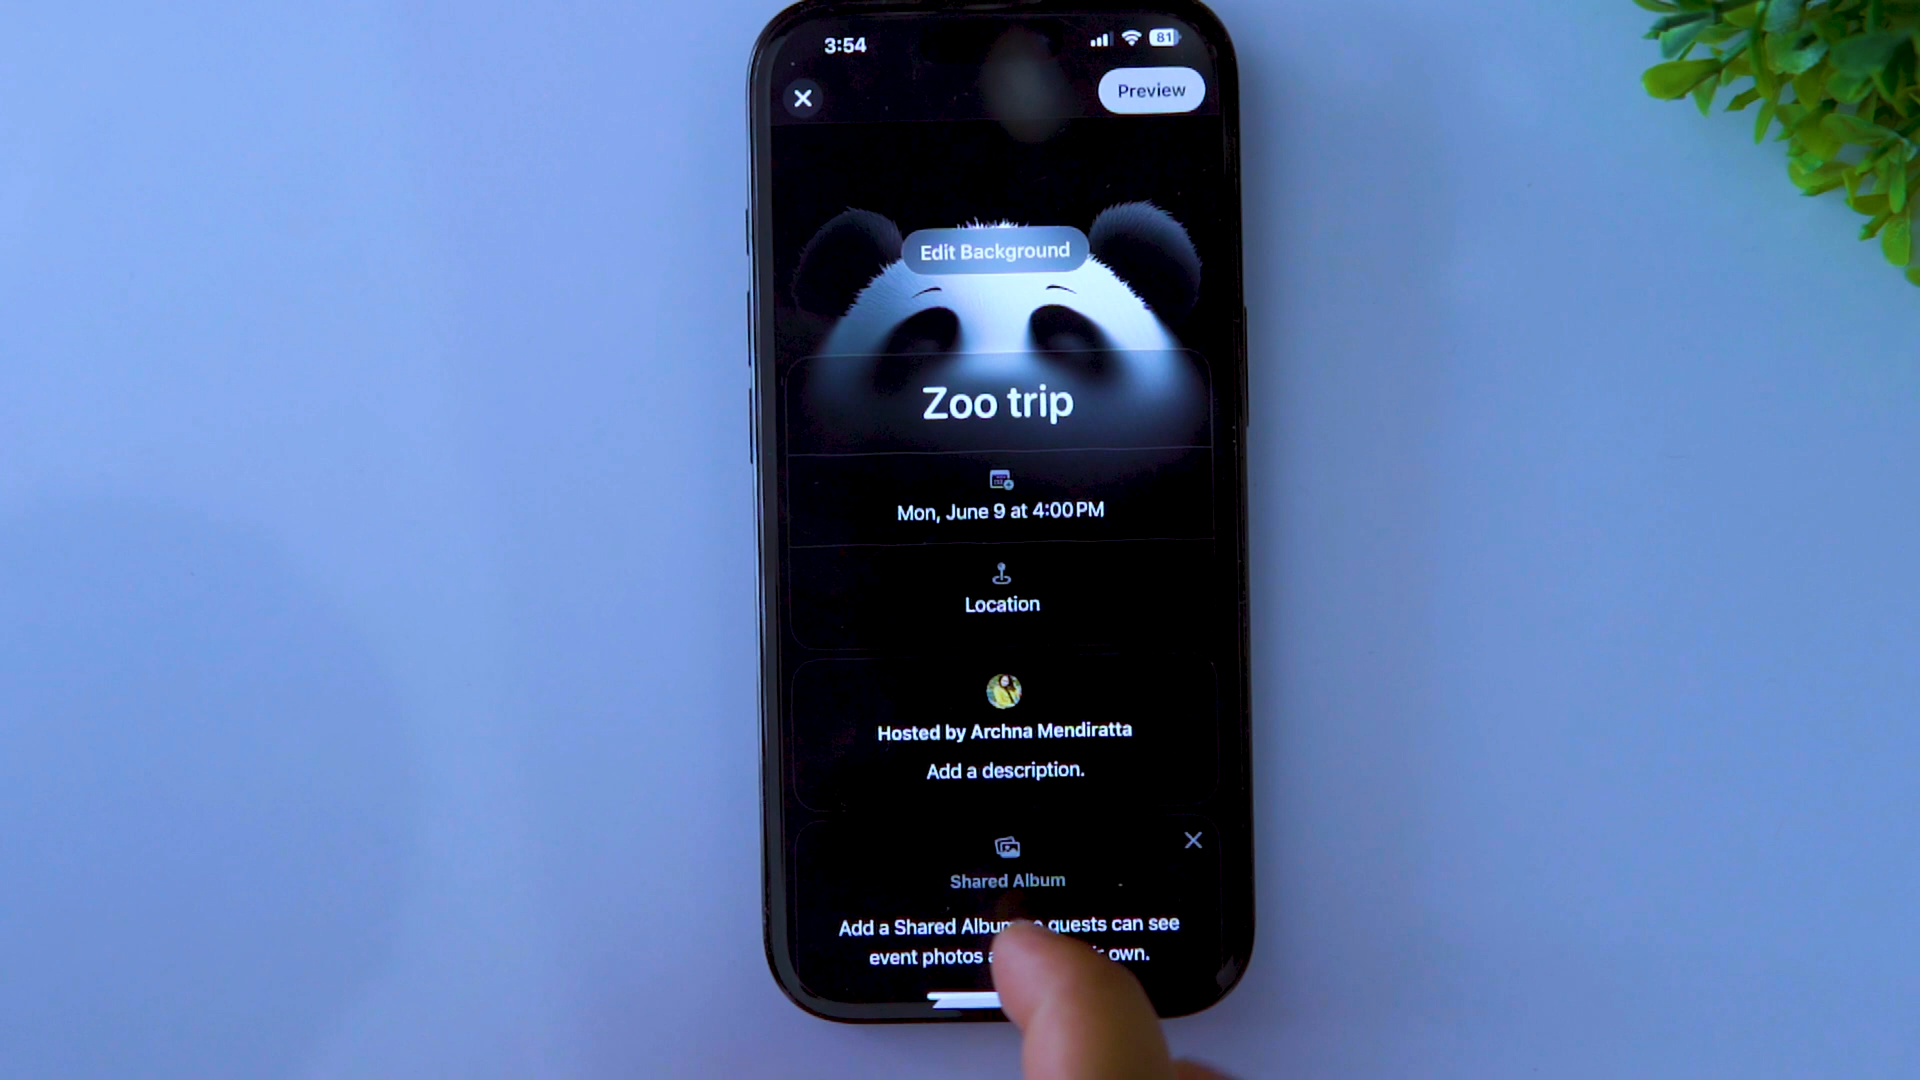 3:54
81
Preview
Edit Background
Zoo trip
Mon, June 9 at 4:00 PM
Location
Hosted by Archna Mendiratta
Add a description.
Shared Album
Add a Shared Album guests can see
event photos own.